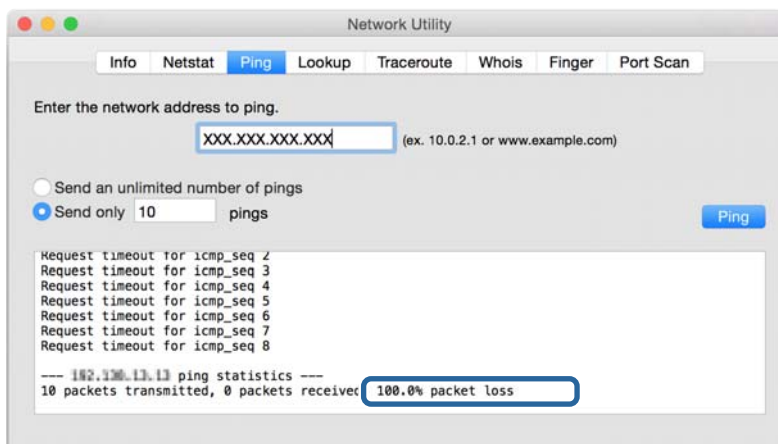 Network Utility
Info Netstat Ping Lookup Traceroute Whois Finger Port Scan
Enter the network address to ping.
XXX.XXX.XXX.XXX (ex. 10.0.2.1 or www.example.com)
Send an unlimited number of pings
Send only 10 pings
Ping
Request timeout for icmp_seq 2
Request timeout for icmp_seq 3
Request timeout for icmp_seq 4
Request timeout for icmp_seq 5
Request timeout for icmp_seq 6
Request timeout for icmp_seq 7
Request timeout for icmp_seq 8
--- ping statistics ---
10 packets transmitted, 0 packets received 100.0% packet loss